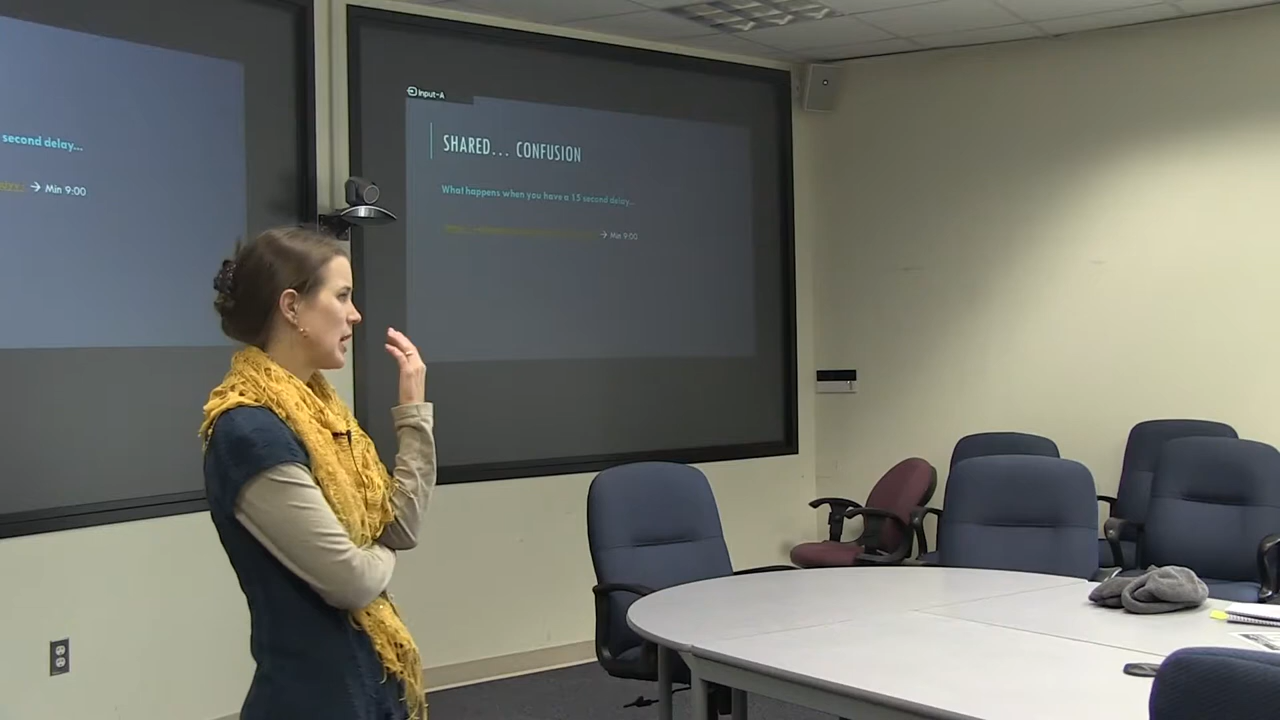 second delay...
→ Min 9:00
Input-A
SHARED... CONFUSION
What happens when you have a 15 second delay...
→ Min 9:00